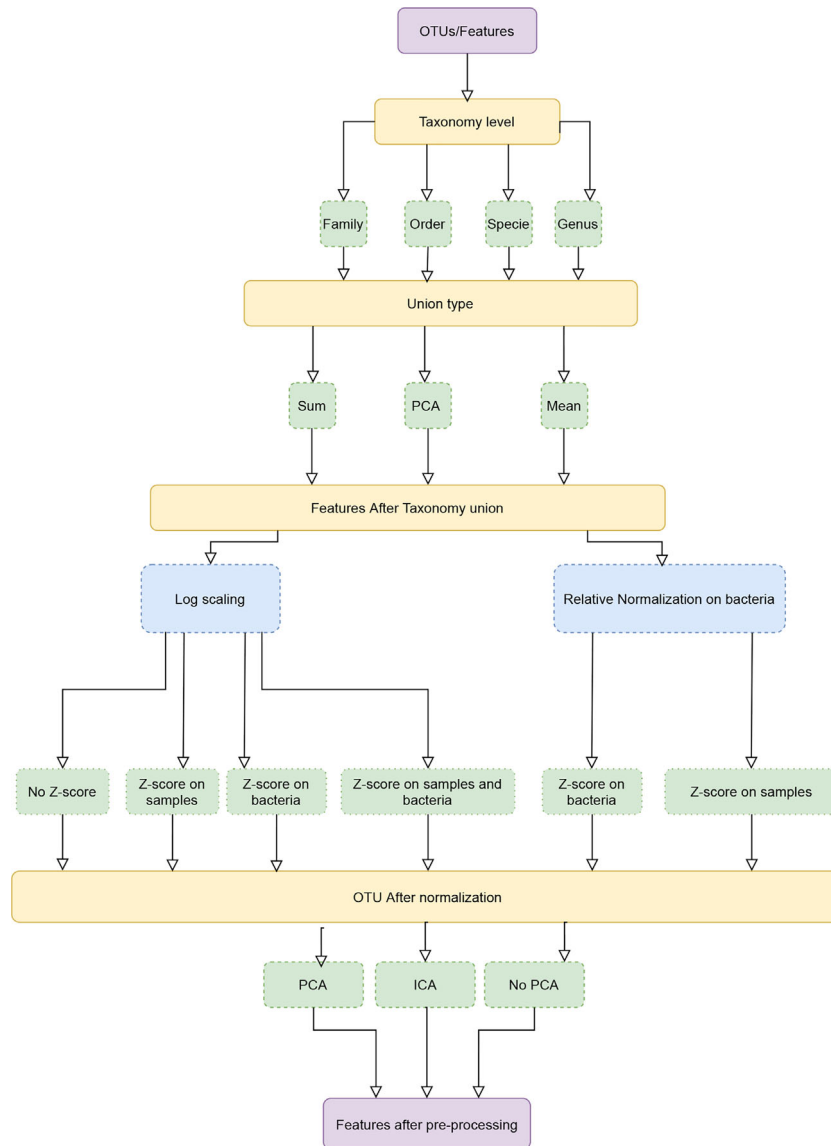 OTUs/Features
Taxonomy level
Family
Order
Specie
Genus
Union type
Sum
PCA
Mean
Features After Taxonomy union
Log scaling
Relative Normalization on bacteria
No Z-score
Z-score on
samples
Z-score on
bacteria
Z-score on samples and
bacteria
Z-score on
bacteria
Z-score on samples
OTU After normalization
PCA
ICA
No PCA
Features after pre-processing